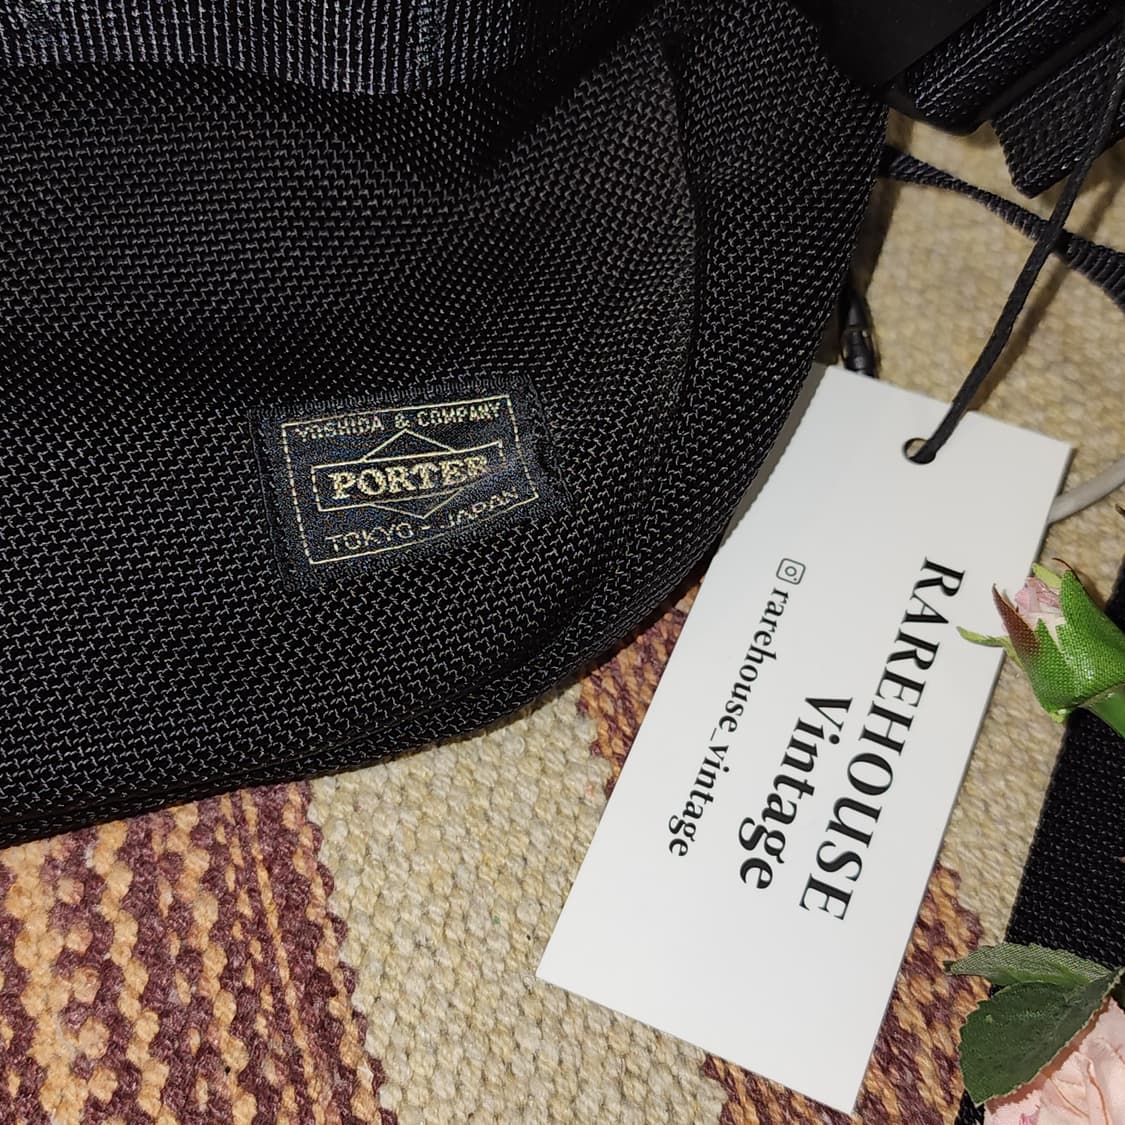 YOSHIDA & COMPANY
PORTER
TOKYO - JAPAN
RAREHOUSE
Vintage
rarehouse_vintage